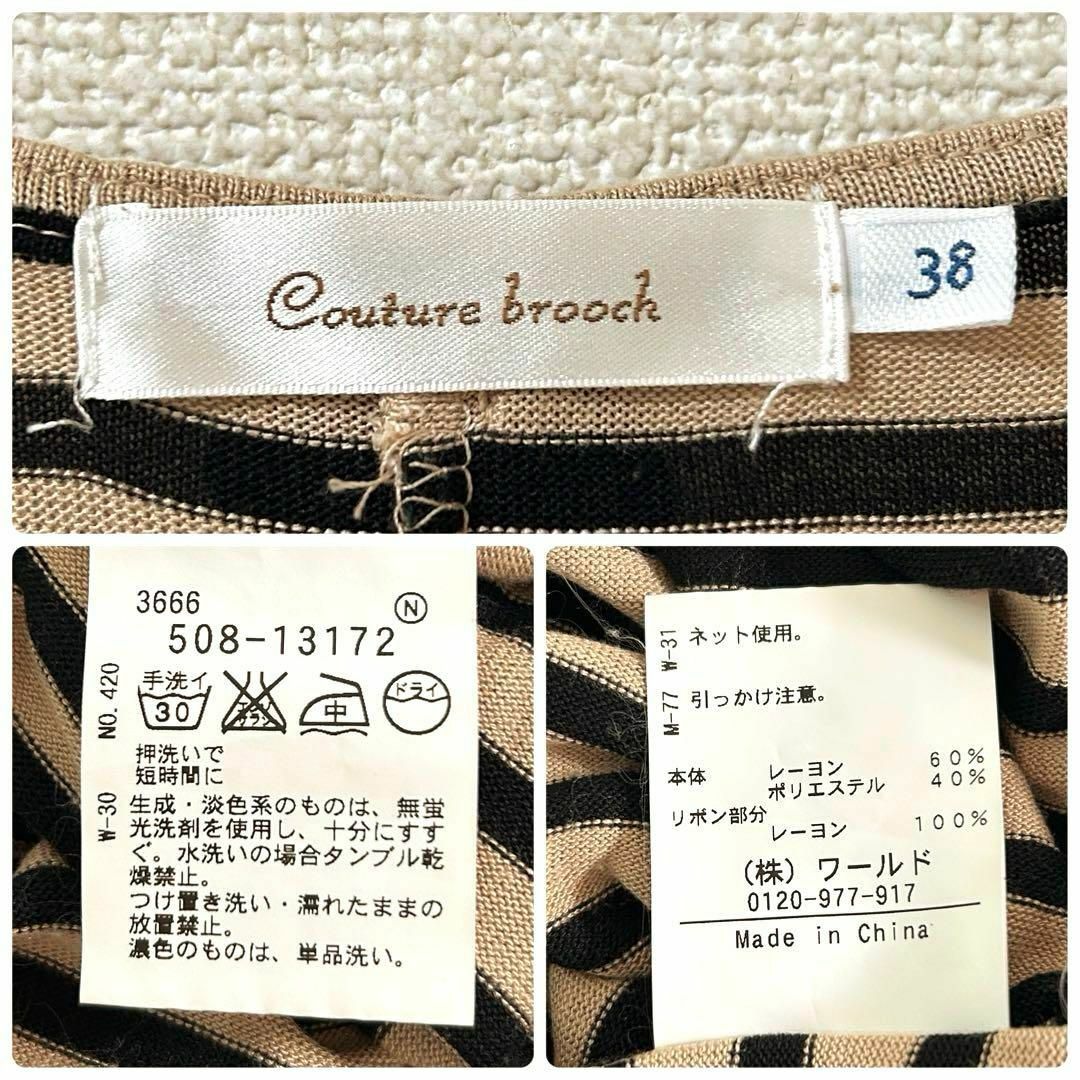 Couture brooch
38
3666 Ⓝ
508-13172
NO. 420
手洗イ
30
エンソ
サラシ
中
ドライ
押洗いで
短時間に
W-30
生成・淡色系のものは、無蛍
光洗剤を使用し、十分にすす
ぐ。水洗いの場合タンブル乾
燥禁止。
つけ置き洗い・濡れたままの
放置禁止。
濃色のものは、単品洗い。
W-31 ネット使用。
M-77 引っかけ注意。
本体 レーヨン 60%
ポリエステル 40%
リボン部分
レーヨン 100%
(株) ワールド
0120-977-917
Made in China